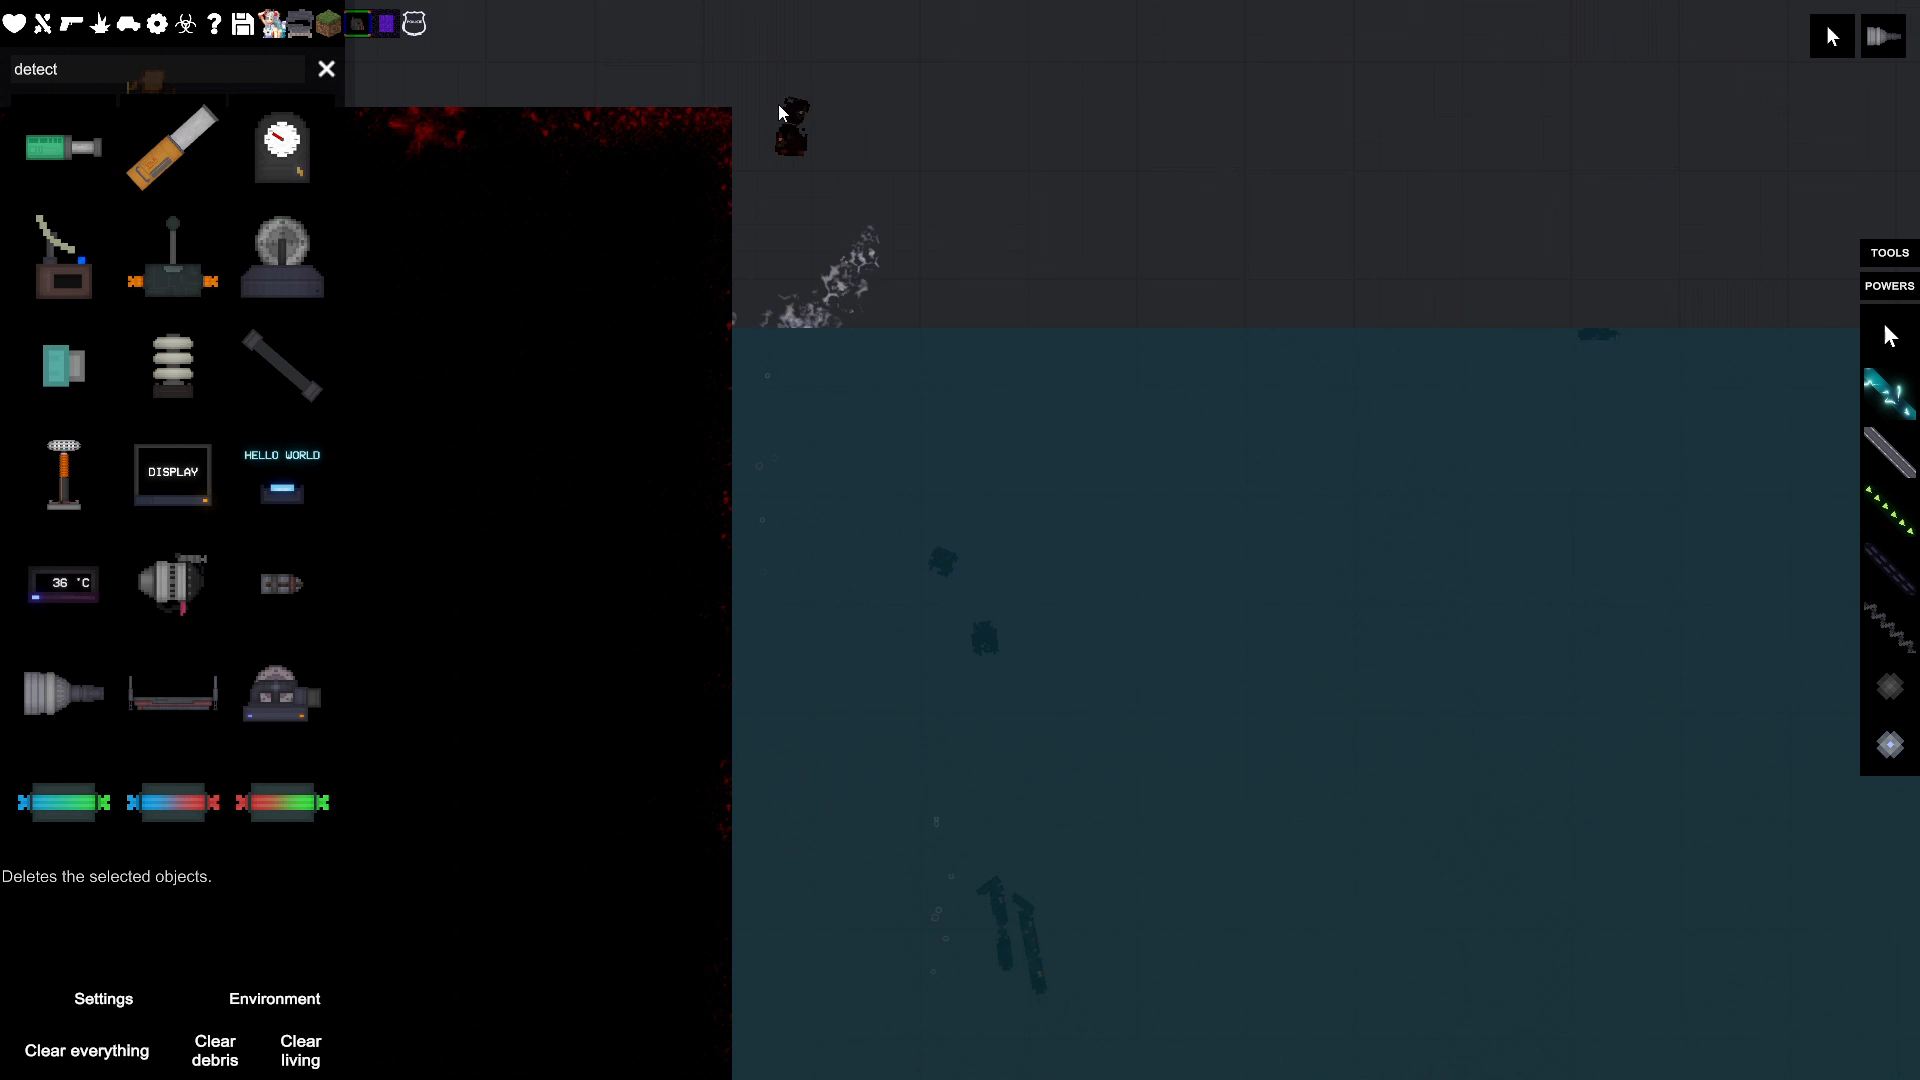 detect
TOOLS
POWERS
DISPLAY
HELLO WORLD
36 °C
Deletes the selected objects.
Settings
Environment
Clear everything
Clear
debris
Clear
living